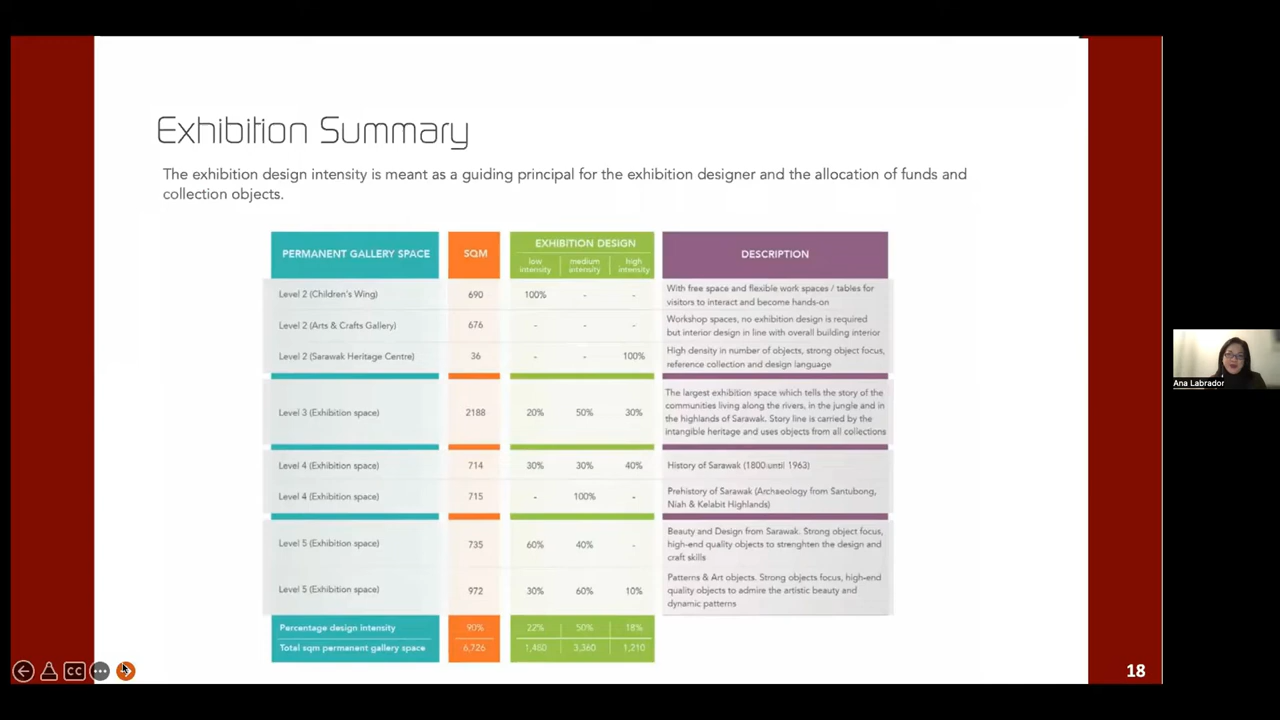 Exhibition Summary
The exhibition design intensity is meant as a guiding principal for the exhibition designer and the allocation of funds and
collection objects.
PERMANENT GALLERY SPACE SQM EXHIBITION DESIGN DESCRIPTION
low intensity medium intensity high intensity
Level 2 (Children's Wing) 690 100% - - With free space and flexible work spaces / tables for
visitors to interact and become hands-on
Level 2 (Arts & Crafts Gallery) 676 - - - Workshop spaces, no exhibition design is required
but interior design in line with overall building interior
Level 2 (Sarawak Heritage Centre) 36 - - 100% High density in number of objects, strong object focus,
reference collection and design language
Level 3 (Exhibition space) 2188 20% 50% 30% The largest exhibition space which tells the story of the
communities living along the rivers, in the jungle and in
the highlands of Sarawak. Story line is carried by the
intangible heritage and uses objects from all collections
Level 4 (Exhibition space) 714 30% 30% 40% History of Sarawak (1800 until 1963)
Level 4 (Exhibition space) 715 - 100% - Prehistory of Sarawak (Archaeology from Santubong,
Niah & Kelabit Highlands)
Level 5 (Exhibition space) 735 60% 40% - Beauty and Design from Sarawak. Strong object focus,
high-end quality objects to strenghten the design and
craft skills
Level 5 (Exhibition space) 972 30% 60% 10% Patterns & Art objects. Strong objects focus, high-end
quality objects to admire the artistic beauty and
dynamic patterns
Percentage design intensity 90% 22% 50% 18%
Total sqm permanent gallery space 6,726 1,480 3,360 1,210
CC
18
Ana Labrador